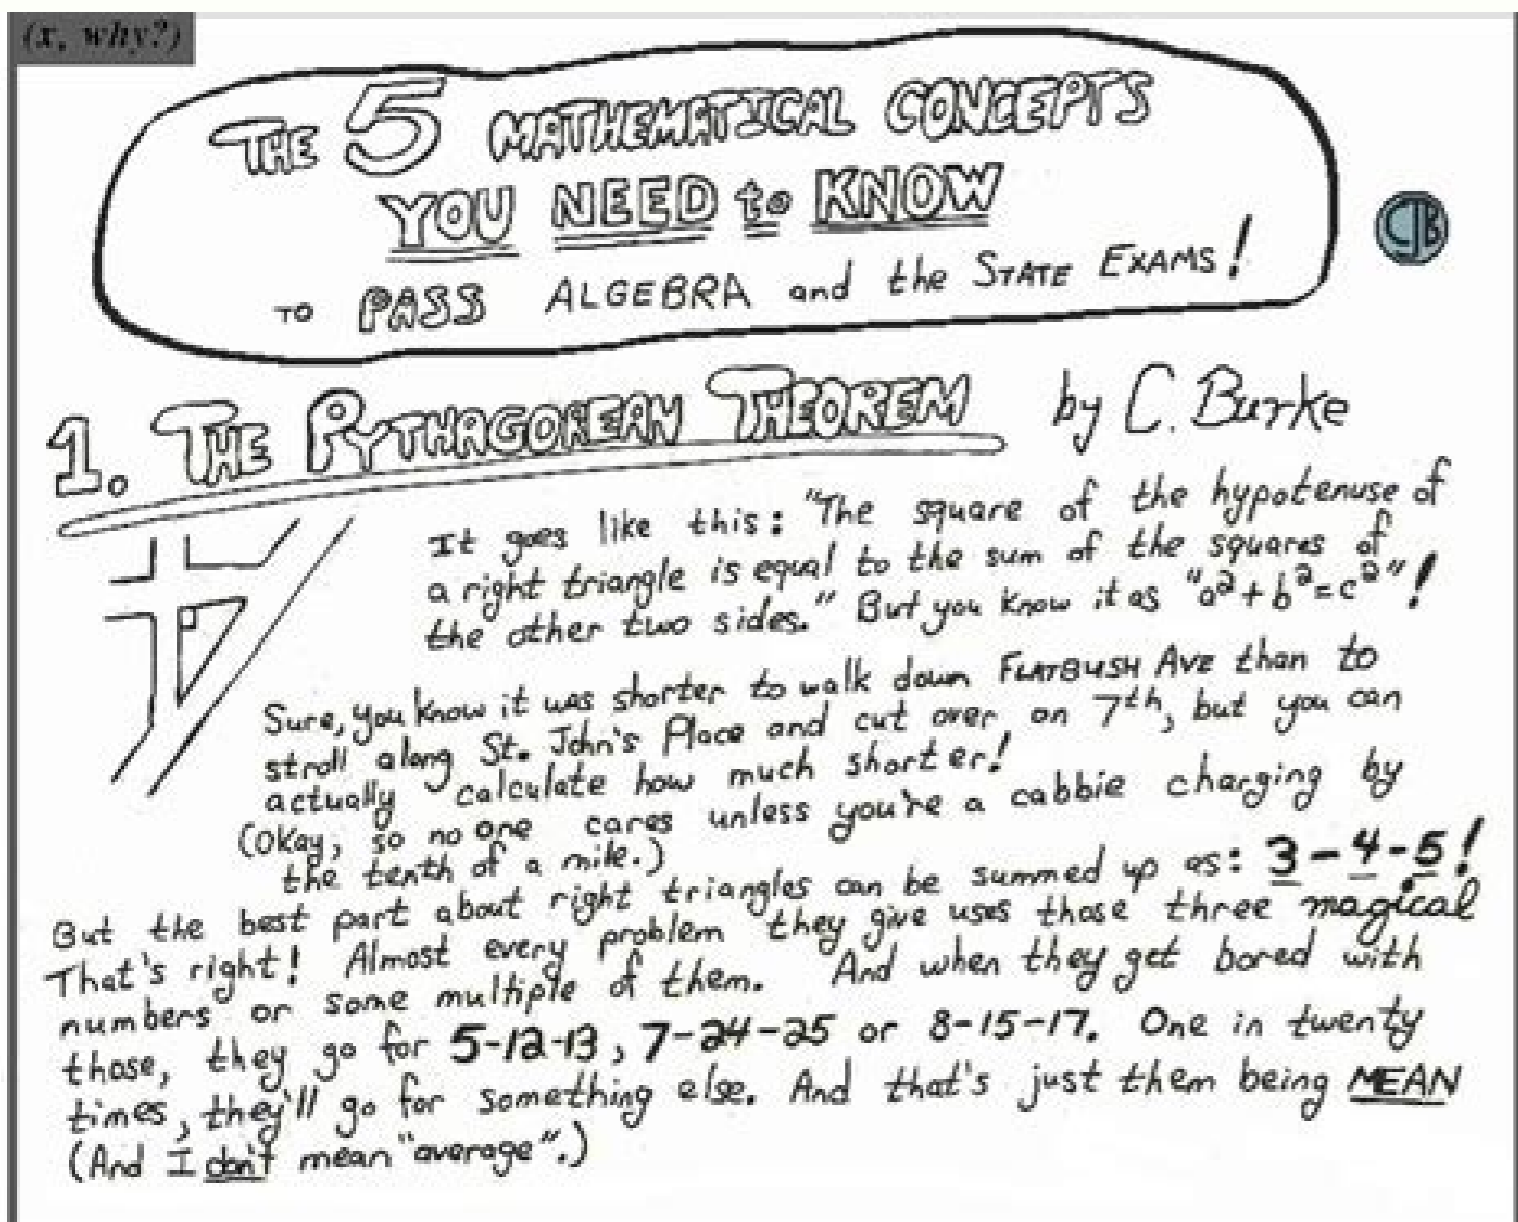 (x, why?)
THE 5 MATHEMATICAL CONCEPTS
YOU NEED to KNOW
TO PASS ALGEBRA and the STATE EXAMS!
CJB
1. THE PYTHAGOREAN THEOREM by C. Burke
It goes like this: "The square of the hypotenuse of
a right triangle is equal to the sum of the squares of
the other two sides." But you know it as "a²+b²=c²"!
Sure, you know it was shorter to walk down FLATBUSH AVE than to
stroll along St. John's Place and cut over on 7th, but you can
actually calculate how much shorter!
(Okay, so no one cares unless you're a cabbie charging by
the tenth of a mile.)
But the best part about right triangles can be summed up as: 3-4-5!
That's right! Almost every problem they give uses those three magical
numbers or some multiple of them. And when they get bored with
those, they go for 5-12-13, 7-24-25 or 8-15-17. One in twenty
times, they'll go for something else. And that's just them being MEAN
(And I don't mean "average".)